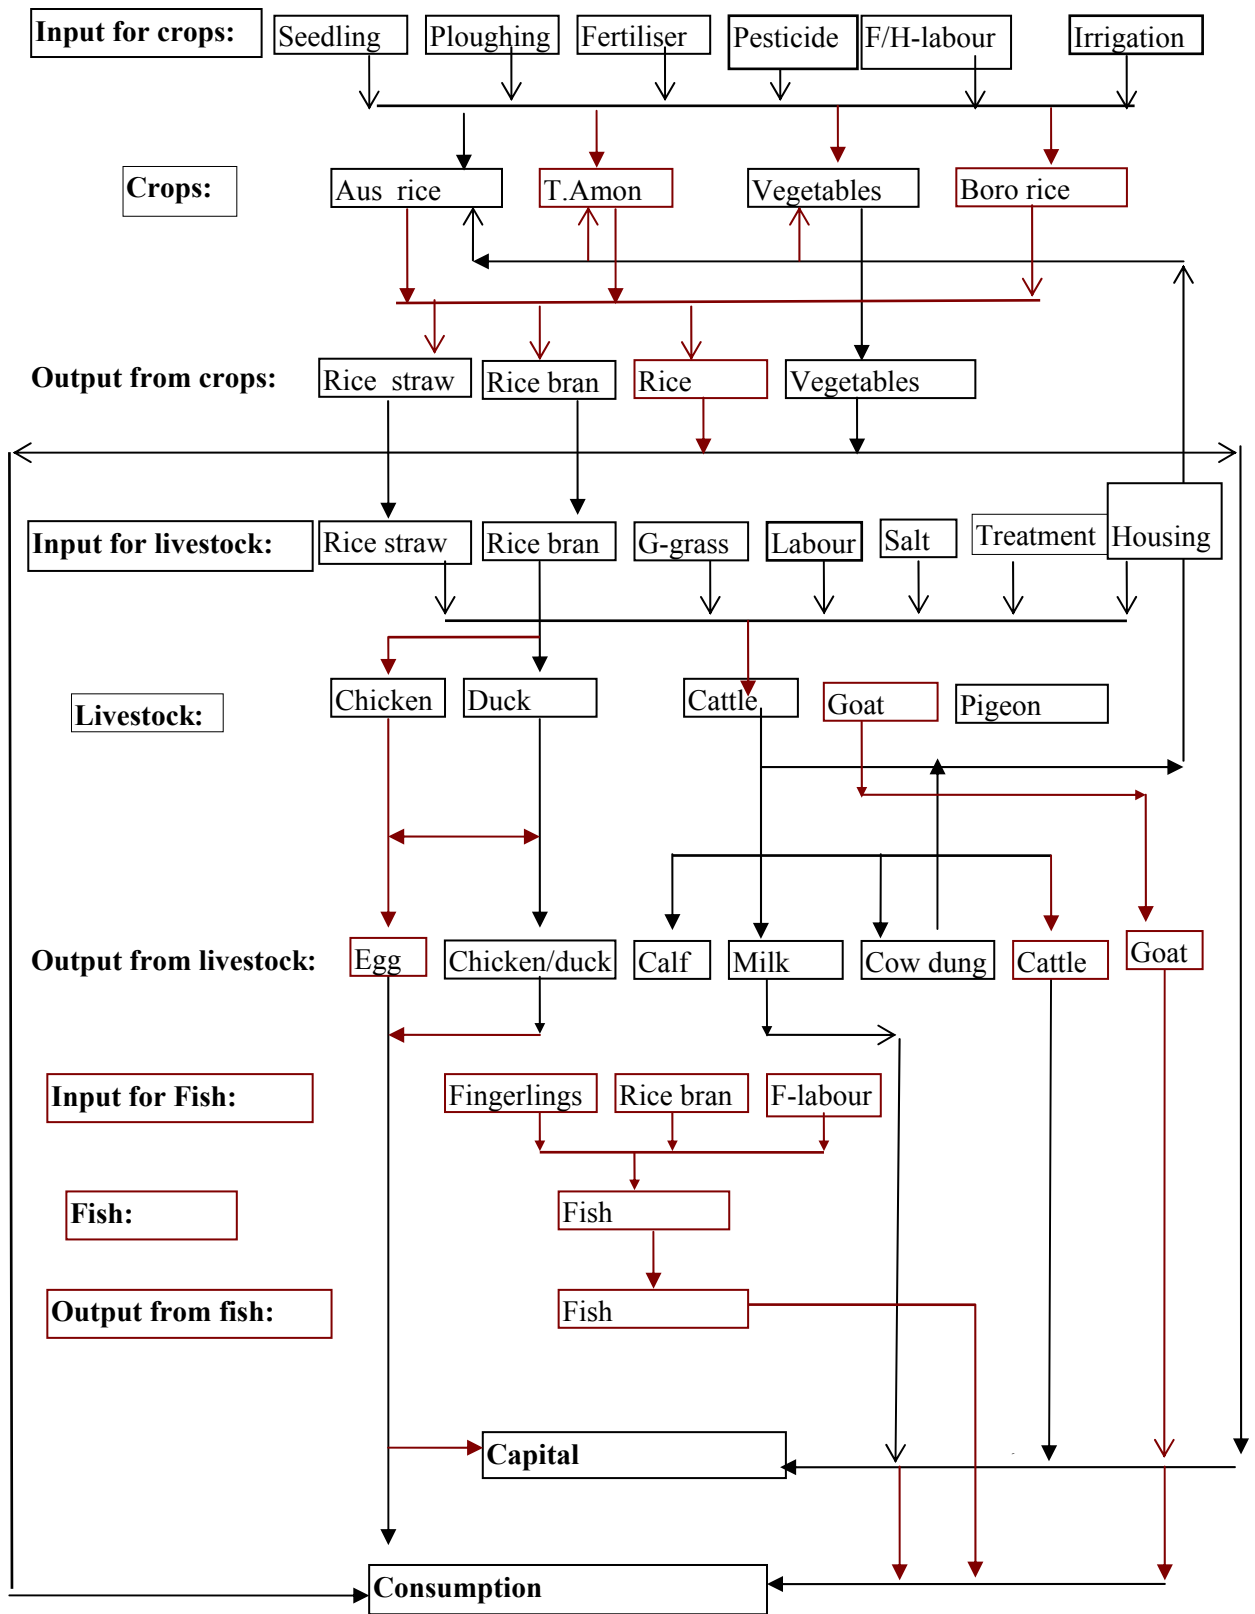 Input for crops: Seedling Ploughing Fertiliser Pesticide F/H-labour Irrigation
Crops: Aus rice T.Amon Vegetables Boro rice
Output from crops: Rice straw Rice bran Rice Vegetables
Input for livestock: Rice straw Rice bran G-grass Labour Salt Treatment Housing
Livestock: Chicken Duck Cattle Goat Pigeon
Output from livestock: Egg Chicken/duck Calf Milk Cow dung Cattle Goat
Input for Fish: Fingerlings Rice bran F-labour
Fish: Fish
Output from fish: Fish
Capital
Consumption